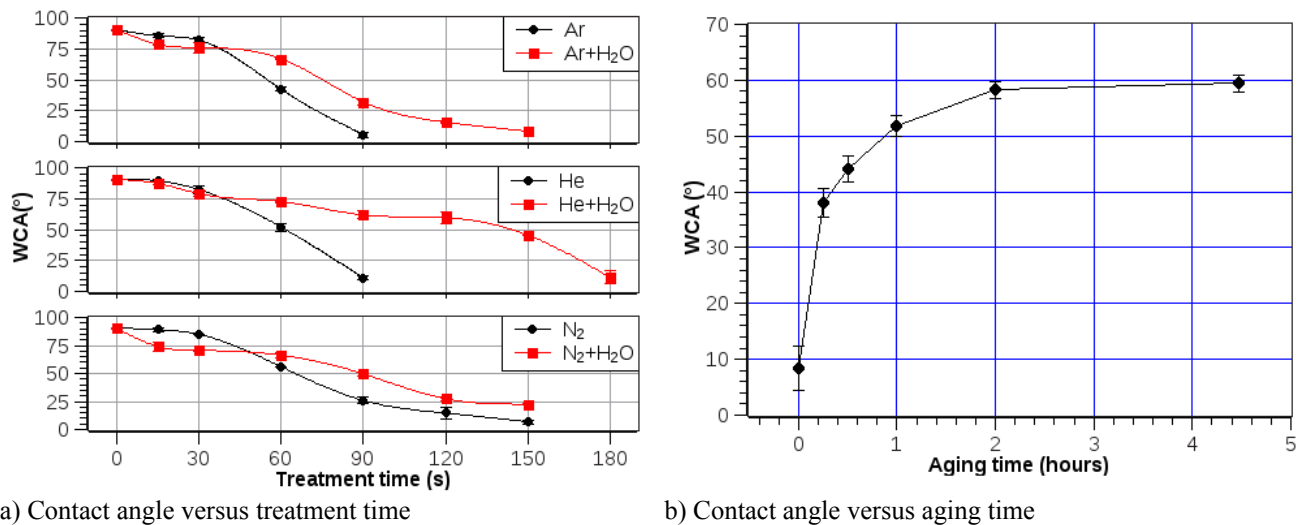 100
75
50
25
0
Ar
Ar+H₂O
100
75
50
25
0
He
He+H₂O
WCA(°)
100
75
50
25
0
N₂
N₂+H₂O
0 30 60 90 120 150 180
Treatment time (s)
70
60
50
40
30
20
10
0
WCA (°)
0 1 2 3 4 5
Aging time (hours)
a) Contact angle versus treatment time
b) Contact angle versus aging time